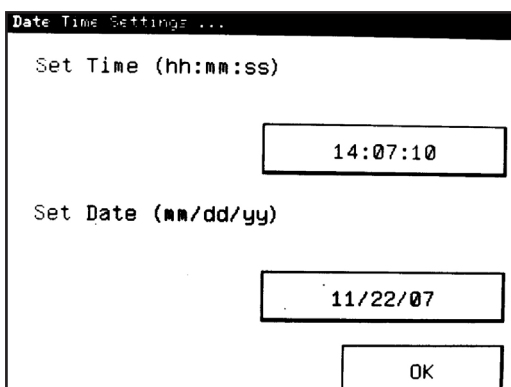 Date Time Settings ...
Set Time (hh:mm:ss)
14:07:10
Set Date (mm/dd/yy)
11/22/07
OK